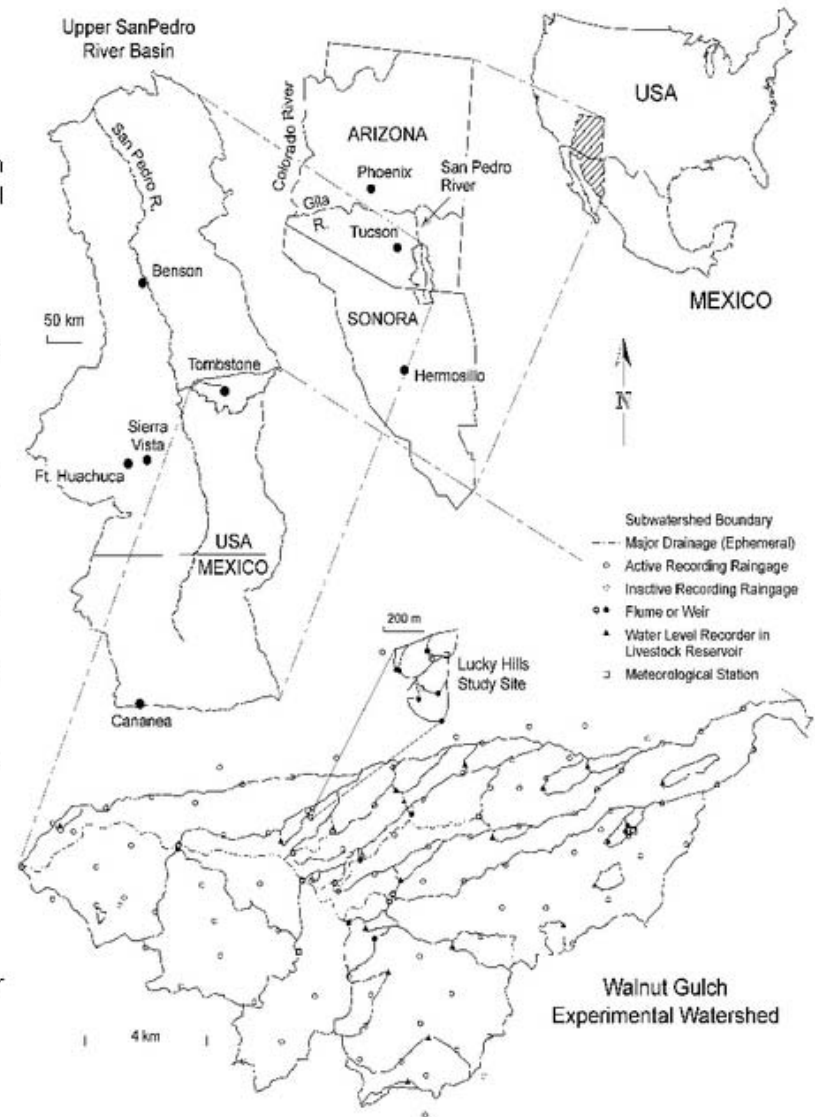 Upper SanPedro
River Basin
San Pedro R.
Benson
50 km
Tombstone
Sierra
Vista
Ft. Huachuca
USA
MEXICO
Cananea
Colorado River
ARIZONA
Phoenix
San Pedro
River
Gila
R.
Tucson
SONORA
Hermosillo
USA
MEXICO
N
Subwatershed Boundary
Major Drainage (Ephemeral)
Active Recording Raingage
Inactive Recording Raingage
Flume or Weir
Water Level Recorder in
Livestock Reservoir
Meteorological Station
200 m
Lucky Hills
Study Site
Walnut Gulch
Experimental Watershed
4 km